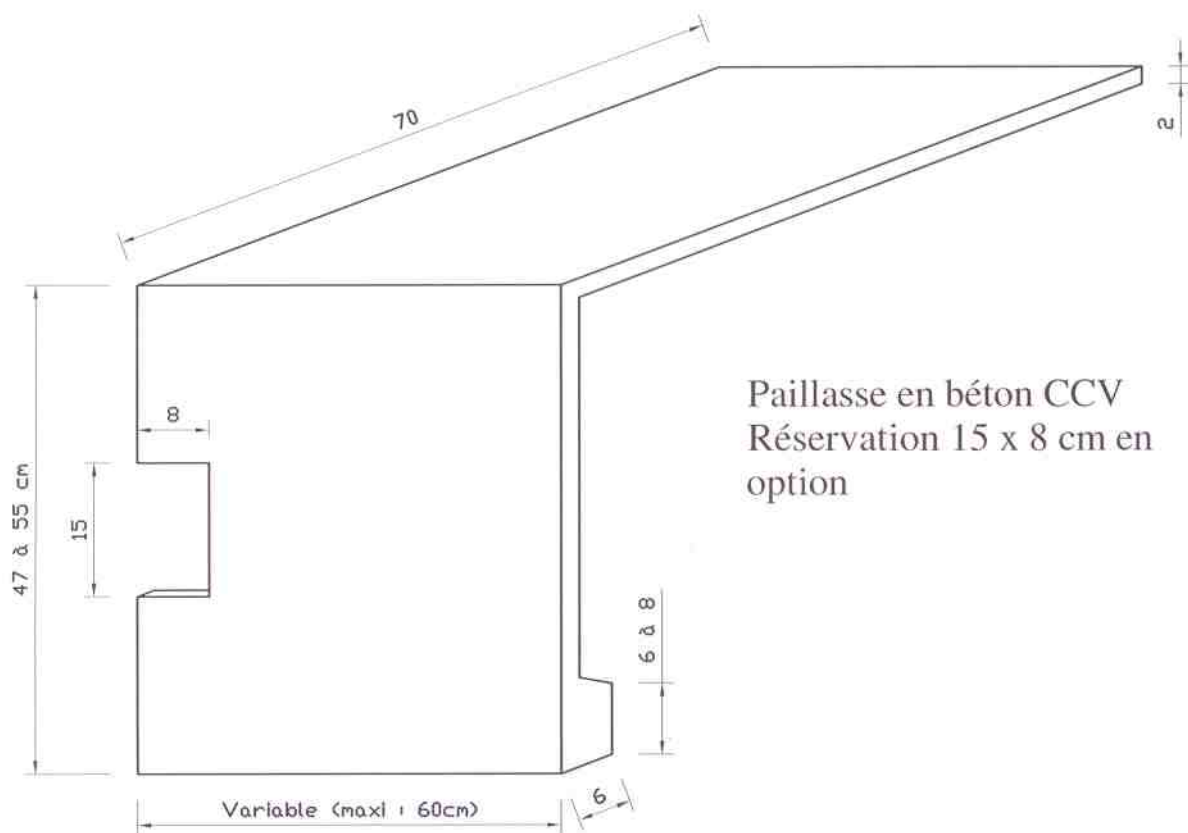 70
2
8
47 à 55 cm
15
Paillasse en béton CCV
Réservation 15 x 8 cm en
option
6 à 8
6
Variable (maxi : 60cm)